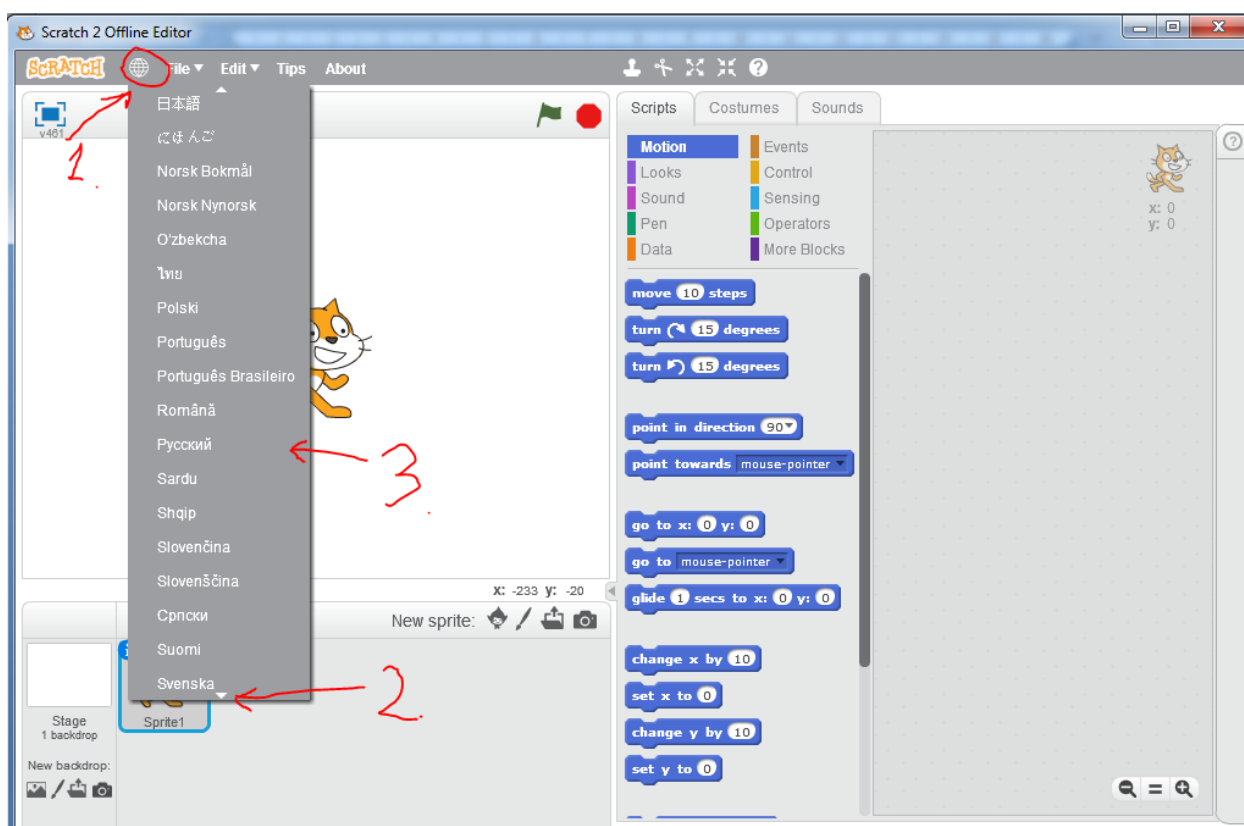 Scratch 2 Offline Editor
SCRATCH File Edit Tips About
v461
1.
日本語
にほんご
Norsk Bokmål
Norsk Nynorsk
O'zbekcha
ไทย
Polski
Português
Português Brasileiro
Română
Русский
Sardu
Shqip
Slovenčina
Slovenščina
Српски
Suomi
Svenska
3.
2.
X: -233 y: -20
New sprite:
Sprite1
Stage
1 backdrop
New backdrop:
Scripts Costumes Sounds
Motion Events
Looks Control
Sound Sensing
Pen Operators
Data More Blocks
move 10 steps
turn 15 degrees
turn 15 degrees
point in direction 90
point towards mouse-pointer
go to x: 0 y: 0
go to mouse-pointer
glide 1 secs to x: 0 y: 0
change x by 10
set x to 0
change y by 10
set y to 0
x: 0
y: 0